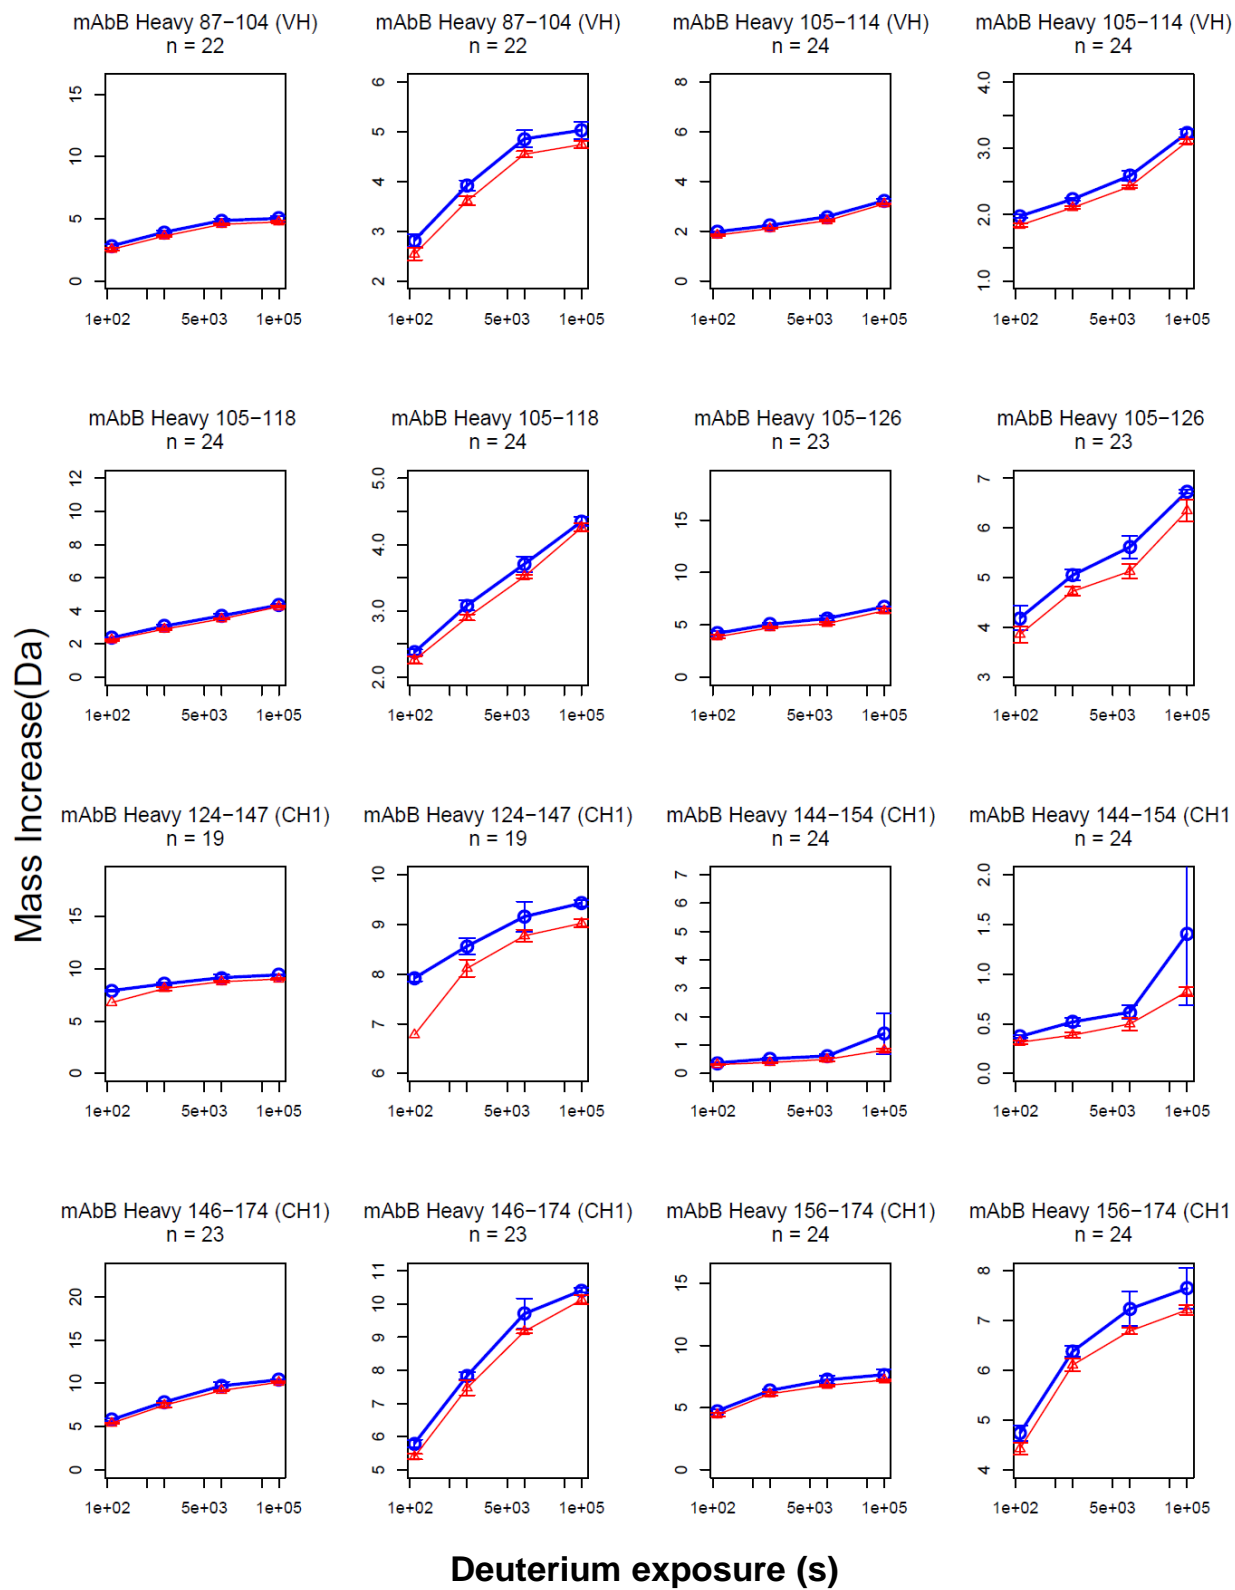 mAbB Heavy 87−104 (VH)
n = 22
15
10
5
0
1e+02 5e+03 1e+05
mAbB Heavy 87−104 (VH)
n = 22
6
5
4
3
2
1e+02 5e+03 1e+05
mAbB Heavy 105−114 (VH)
n = 24
8
6
4
2
0
1e+02 5e+03 1e+05
mAbB Heavy 105−114 (VH)
n = 24
4.0
3.0
2.0
1.0
1e+02 5e+03 1e+05
mAbB Heavy 105−118
n = 24
12
10
8
6
4
2
0
1e+02 5e+03 1e+05
mAbB Heavy 105−118
n = 24
5.0
4.0
3.0
2.0
1e+02 5e+03 1e+05
mAbB Heavy 105−126
n = 23
15
10
5
0
1e+02 5e+03 1e+05
mAbB Heavy 105−126
n = 23
7
6
5
4
3
1e+02 5e+03 1e+05
Mass Increase(Da)
mAbB Heavy 124−147 (CH1)
n = 19
15
10
5
0
1e+02 5e+03 1e+05
mAbB Heavy 124−147 (CH1)
n = 19
10
9
8
7
6
1e+02 5e+03 1e+05
mAbB Heavy 144−154 (CH1)
n = 24
7
6
5
4
3
2
1
0
1e+02 5e+03 1e+05
mAbB Heavy 144−154 (CH1
n = 24
2.0
1.5
1.0
0.5
0.0
1e+02 5e+03 1e+05
mAbB Heavy 146−174 (CH1)
n = 23
20
15
10
5
0
1e+02 5e+03 1e+05
mAbB Heavy 146−174 (CH1)
n = 23
11
10
9
8
7
6
5
1e+02 5e+03 1e+05
mAbB Heavy 156−174 (CH1)
n = 24
15
10
5
0
1e+02 5e+03 1e+05
mAbB Heavy 156−174 (CH1
n = 24
8
7
6
5
4
1e+02 5e+03 1e+05
Deuterium exposure (s)